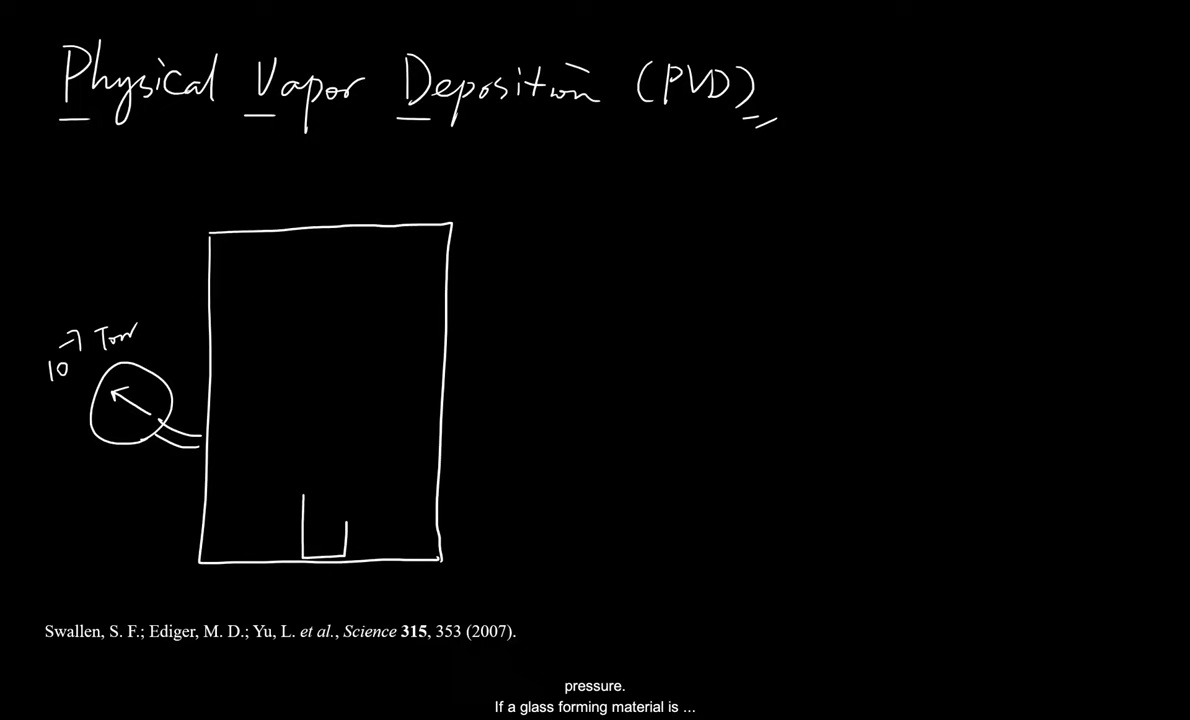 Physical Vapor Deposition (PVD)
10⁻⁷ Torr
Swallen, S. F.; Ediger, M. D.; Yu, L. et al., Science 315, 353 (2007).
pressure.
If a glass forming material is ...